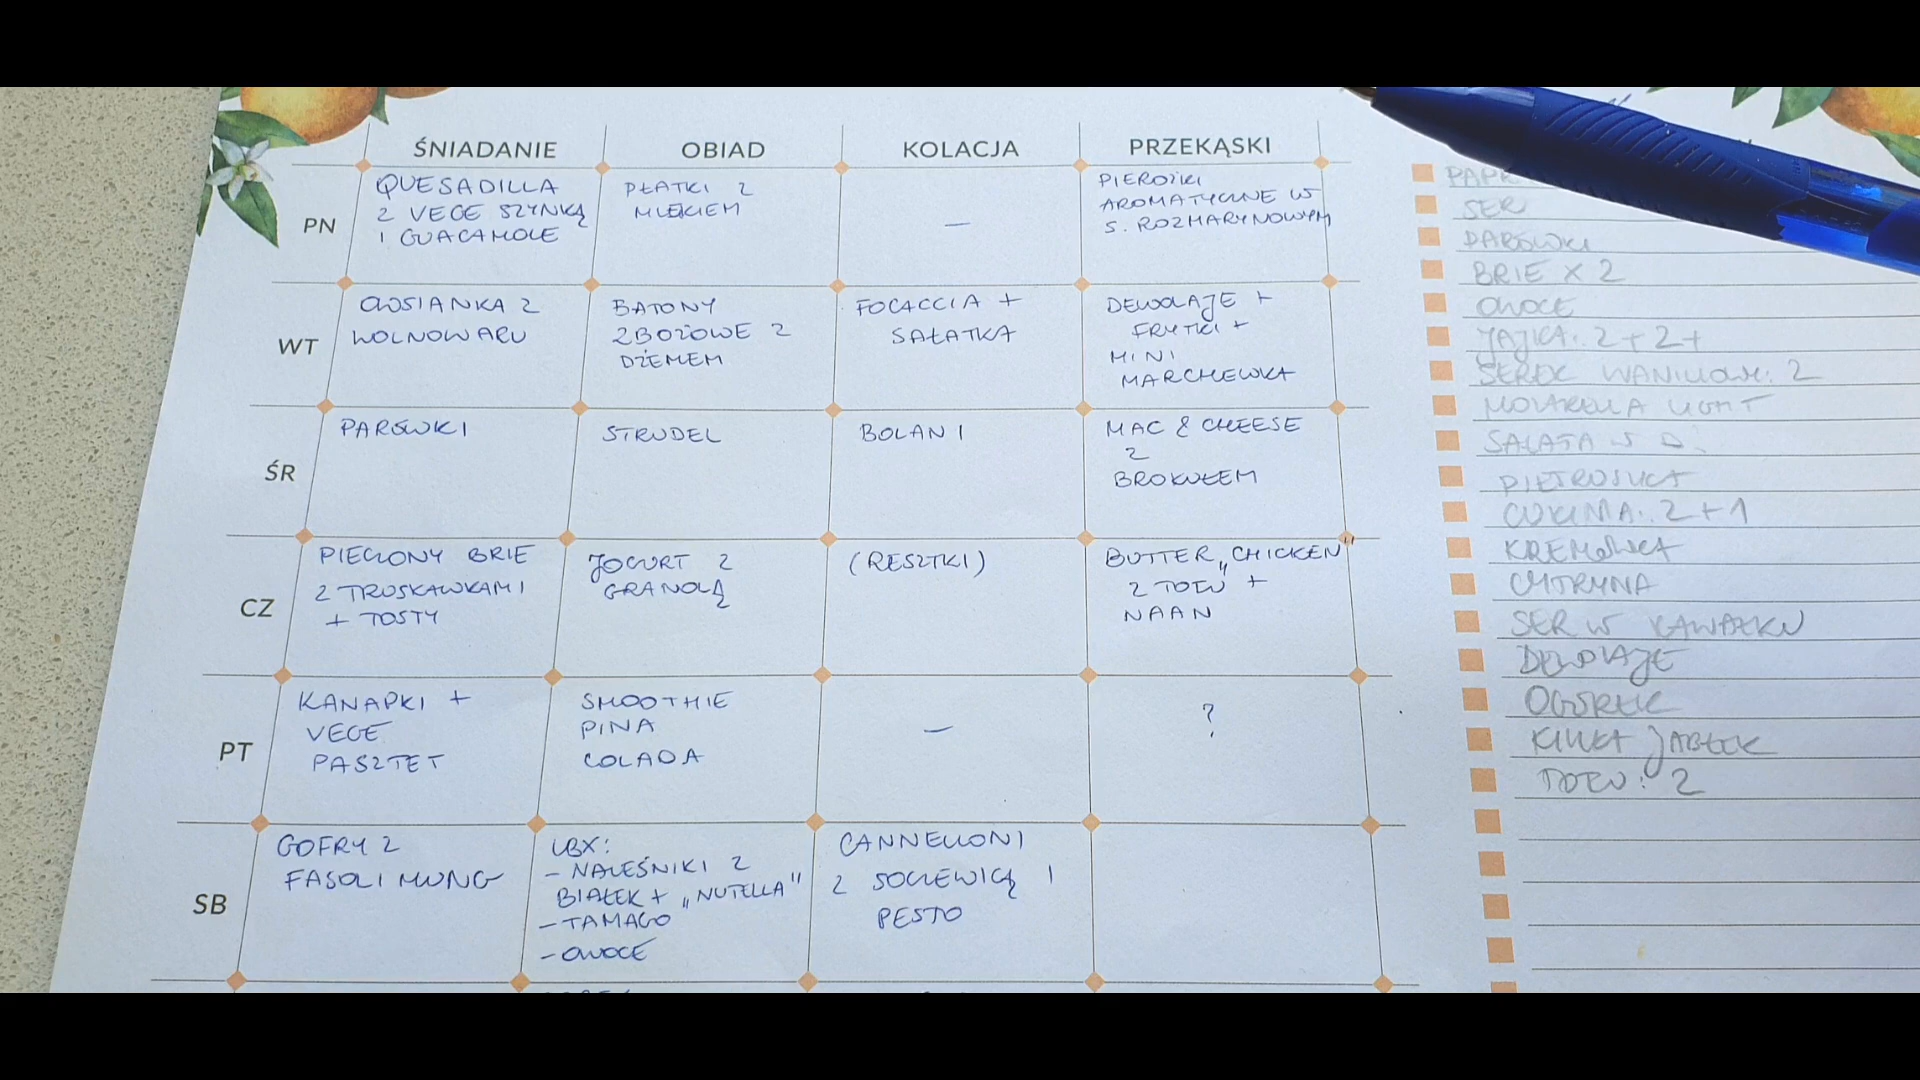 ŚNIADANIE OBIAD KOLACJA PRZEKĄSKI
PN
QUESADILLA
Z VEGE SZYNKĄ
I GUACAMOLE
PŁATKI Z
MLEKIEM
—
PIEROŻKI
AROMATYCZNE W
S. ROZMARYNOWYM
WT
OWSIANKA Z
WOLNOWARU
BATONY
ZBOŻOWE Z
DŻEMEM
FOCACCIA +
SAŁATKA
DEWOLAJE +
FRYTKI +
MINI
MARCHEWKA
ŚR
PARÓWKI
STRUDEL
BOLANI
MAC & CHEESE
Z
BROKUŁEM
CZ
PIECZONY BRIE
Z TRUSKAWKAMI
+ TOSTY
JOGURT Z
GRANOLĄ
(RESZTKI)
BUTTER „CHICKEN"
Z TOFU +
NAAN
PT
KANAPKI +
VEGE
PASZTET
SMOOTHIE
PINA
COLADA
—
?
SB
GOFRY Z
FASOLI MUNG
LBX:
- NALEŚNIKI Z
BIAŁEK + „NUTELLA"
- TAMAGO
- OWOCE
CANNELLONI
Z SOCZEWICĄ I
PESTO
SER
PARÓWKI
BRIE X 2
OWOCE
JAJKA: 2 + 2 +
SEREK WANILIOWY: 2
MOZARELLA LIGHT
SAŁATA W D.
PIETRUSZKA
CUKINIA: 2 + 1
KREMÓWKA
CYTRYNA
SER W KAWAŁKU
DEWOLAJE
OGÓREK
KILKA JABŁEK
TOFU: 2